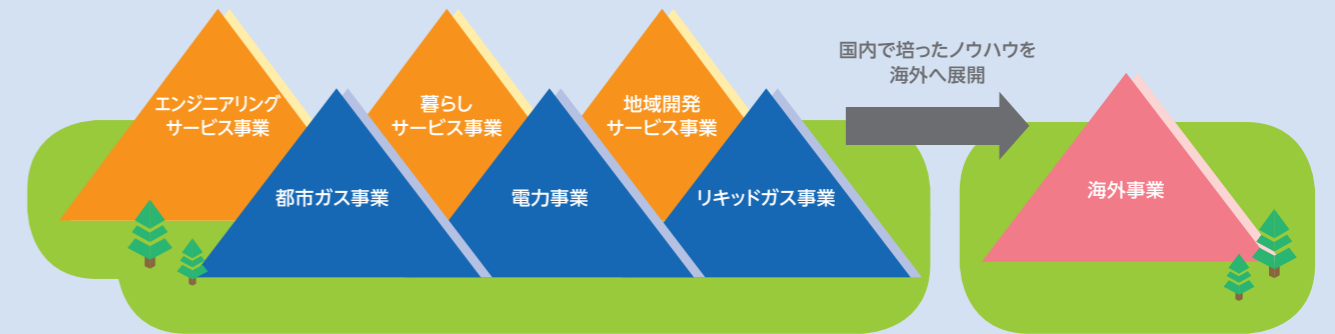 エンジニアリング
サービス事業
暮らし
サービス事業
地域開発
サービス事業
都市ガス事業
電力事業
リキッドガス事業
国内で培ったノウハウを
海外へ展開
海外事業